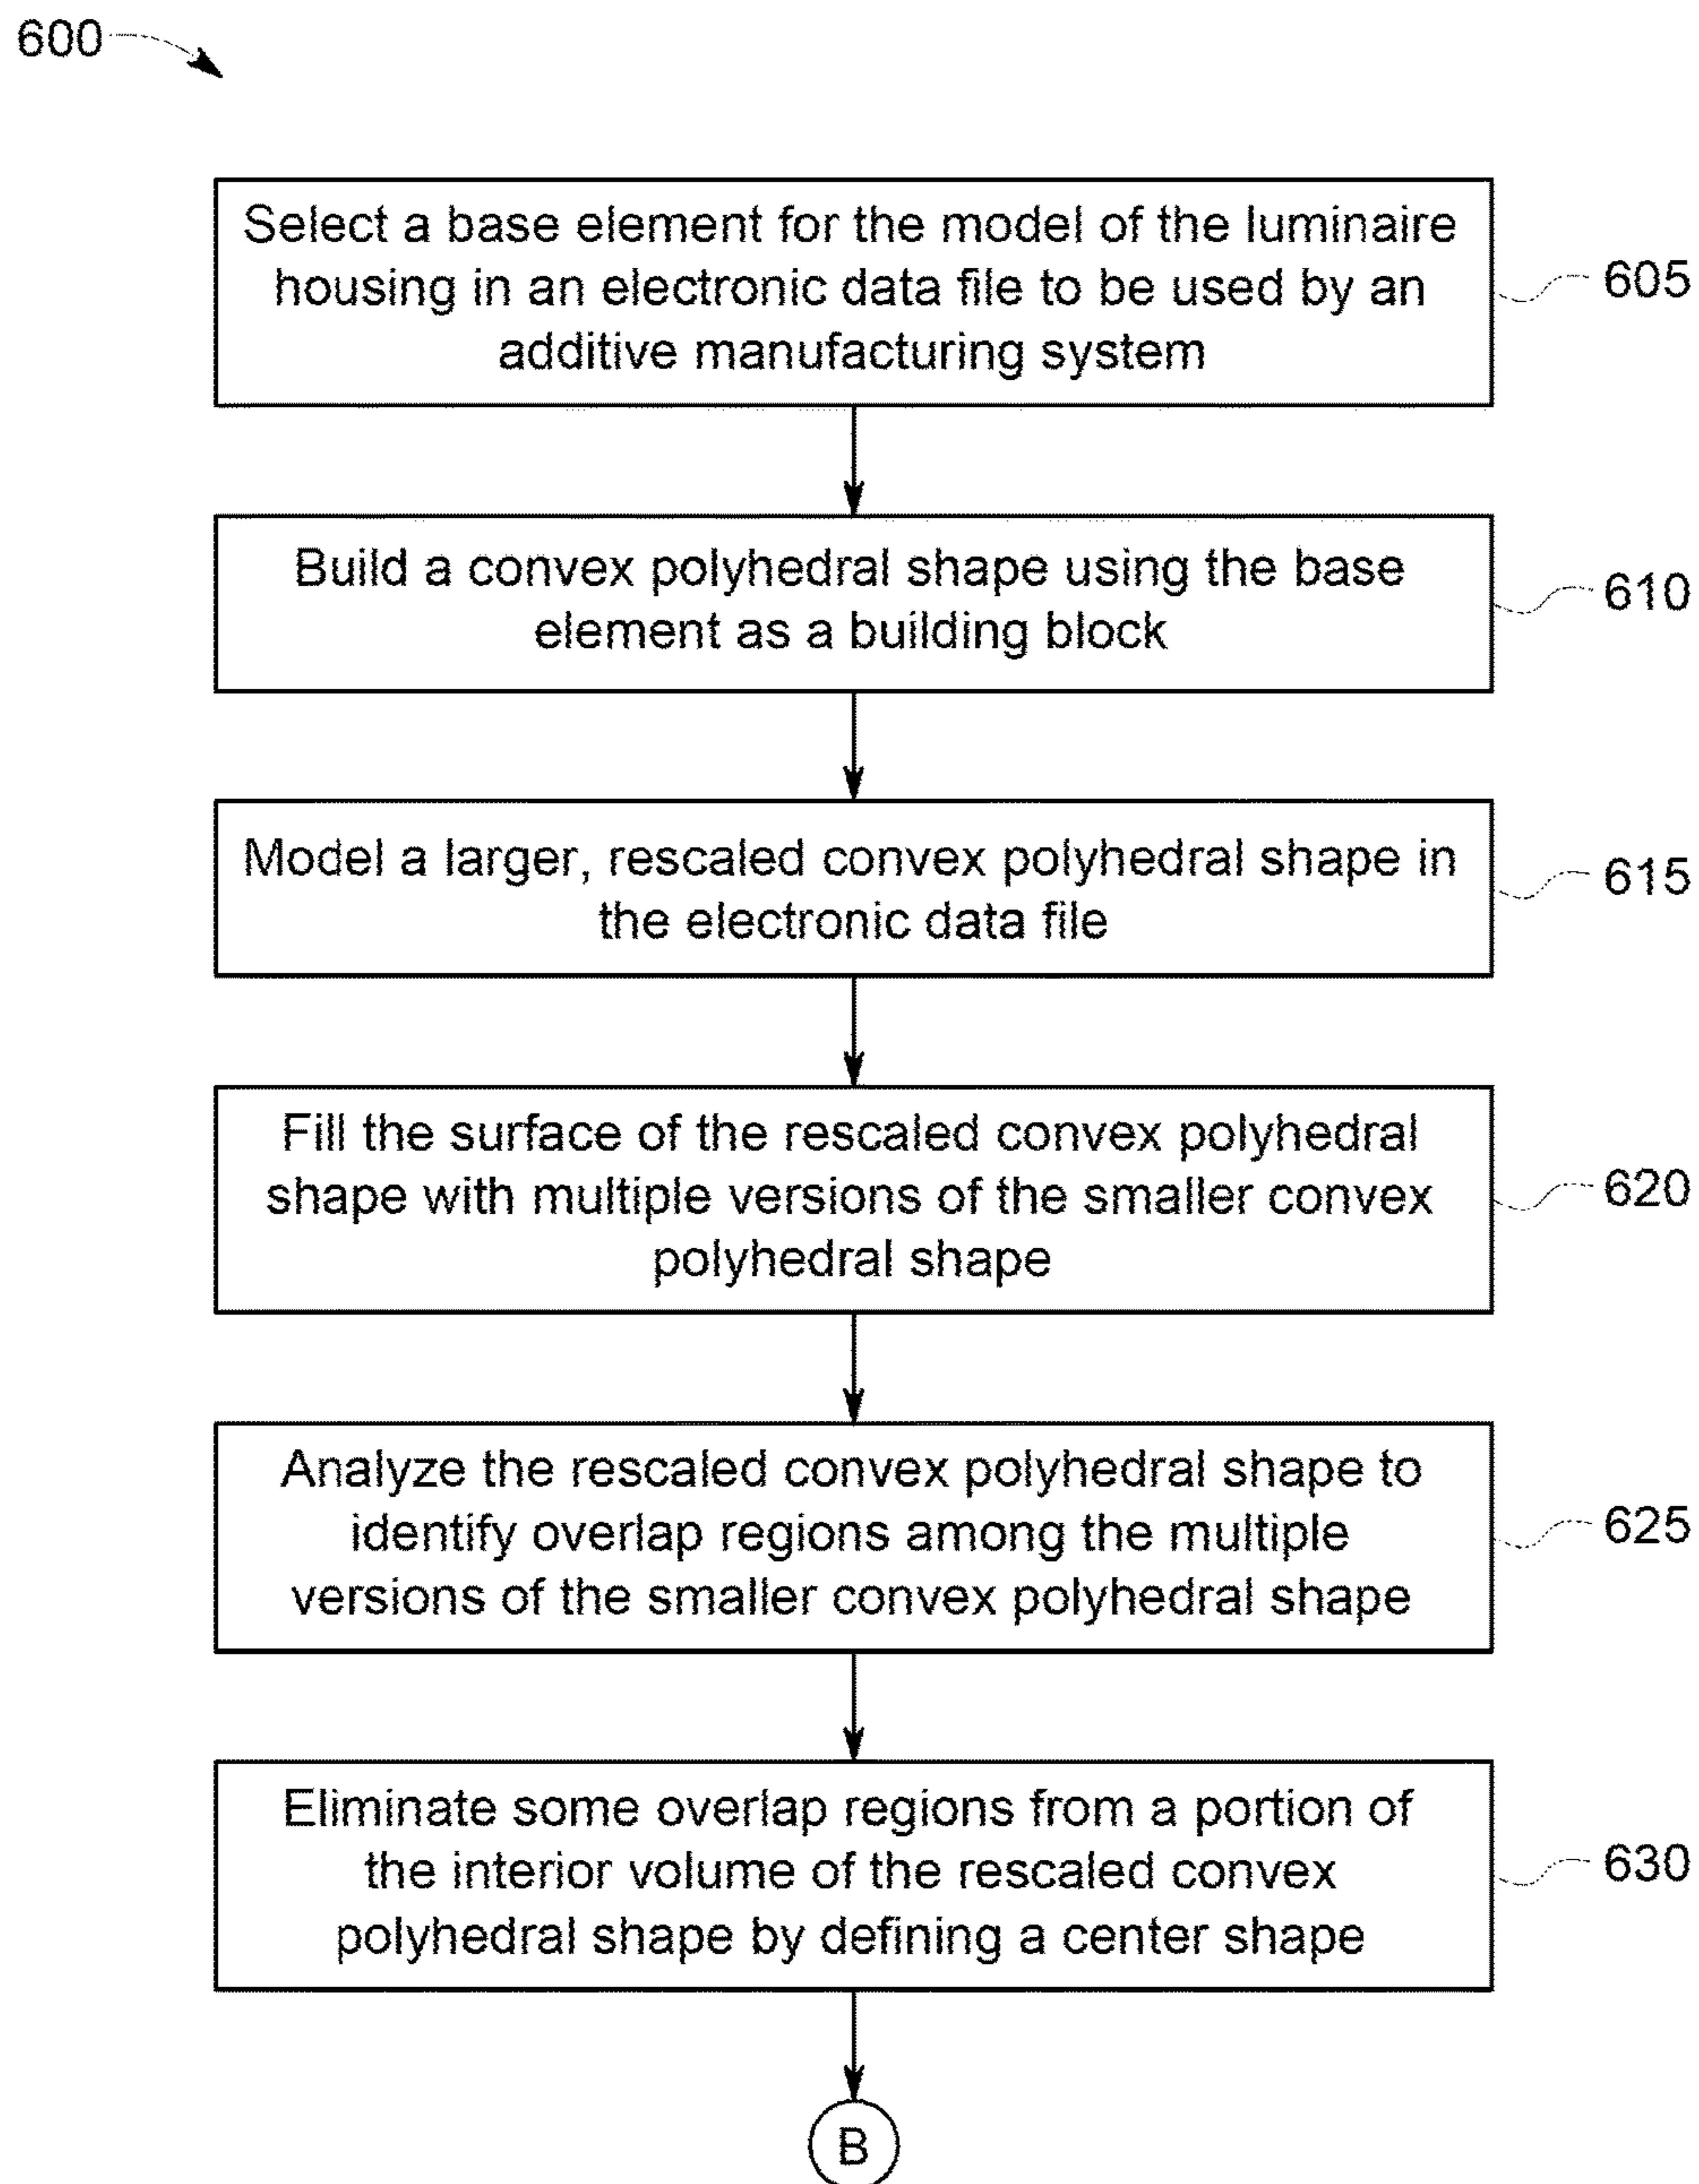 600
Select a base element for the model of the luminaire
housing in an electronic data file to be used by an
additive manufacturing system
605
Build a convex polyhedral shape using the base
element as a building block
610
Model a larger, rescaled convex polyhedral shape in
the electronic data file
615
Fill the surface of the rescaled convex polyhedral
shape with multiple versions of the smaller convex
polyhedral shape
620
Analyze the rescaled convex polyhedral shape to
identify overlap regions among the multiple
versions of the smaller convex polyhedral shape
625
Eliminate some overlap regions from a portion of
the interior volume of the rescaled convex
polyhedral shape by defining a center shape
630
B